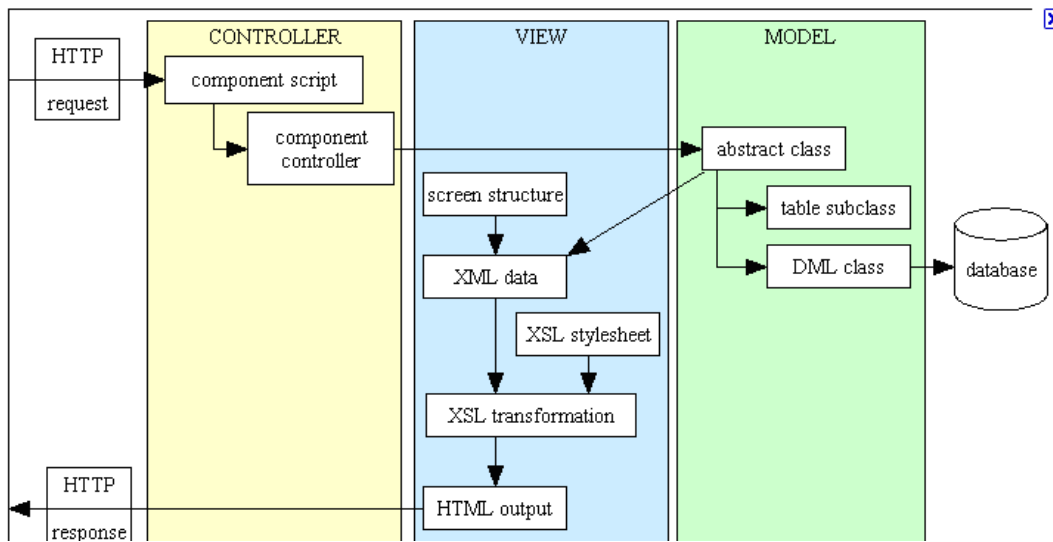 CONTROLLER
VIEW
MODEL
HTTP
request
component script
component
controller
abstract class
screen structure
table subclass
XML data
DML class
database
XSL stylesheet
XSL transformation
HTTP
response
HTML output